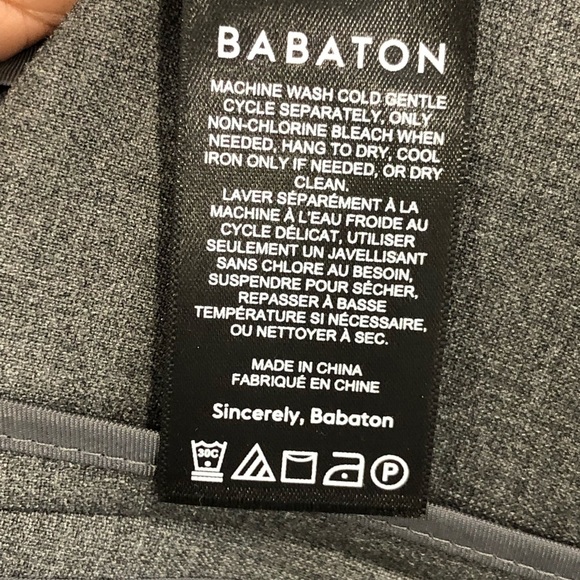 BABATON
MACHINE WASH COLD GENTLE
CYCLE SEPARATELY, ONLY
NON-CHLORINE BLEACH WHEN
NEEDED, HANG TO DRY, COOL
IRON ONLY IF NEEDED, OR DRY
CLEAN.
LAVER SÉPARÉMENT À LA
MACHINE À L'EAU FROIDE AU
CYCLE DÉLICAT, UTILISER
SEULEMENT UN JAVELLISANT
SANS CHLORE AU BESOIN,
SUSPENDRE POUR SÉCHER,
REPASSER À BASSE
TEMPÉRATURE SI NÉCESSAIRE,
OU NETTOYER À SEC.
MADE IN CHINA
FABRIQUÉ EN CHINE
Sincerely, Babaton
30C P